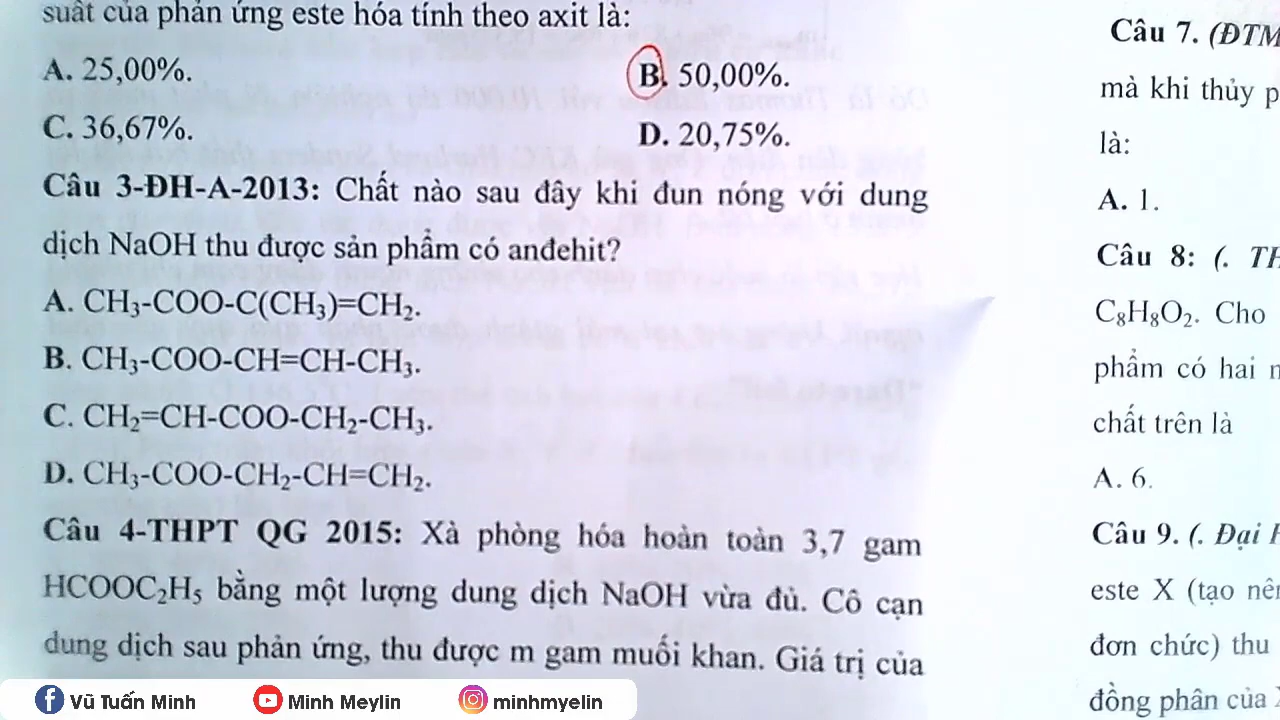 suất của phản ứng este hóa tính theo axit là:
A. 25,00%.
B. 50,00%.
C. 36,67%.
D. 20,75%.
Câu 3-ĐH-A-2013: Chất nào sau đây khi đun nóng với dung
dịch NaOH thu được sản phẩm có anđehit?
A. CH₃-COO-C(CH₃)=CH₂.
B. CH₃-COO-CH=CH-CH₃.
C. CH₂=CH-COO-CH₂-CH₃.
D. CH₃-COO-CH₂-CH=CH₂.
Câu 4-THPT QG 2015: Xà phòng hóa hoàn toàn 3,7 gam
HCOOC₂H₅ bằng một lượng dung dịch NaOH vừa đủ. Cô cạn
dung dịch sau phản ứng, thu được m gam muối khan. Giá trị của
Câu 7. (ĐTM
mà khi thủy p
là:
A. 1.
Câu 8: (. TH
C₈H₈O₂. Cho
phẩm có hai
chất trên là
A. 6.
Câu 9. (. Đại
este X (tạo nên
đơn chức) thu
đồng phân của
Vũ Tuấn Minh
Minh Meylin
minhmyelin